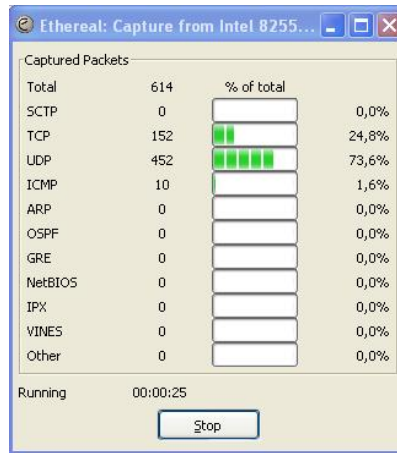 Ethereal: Capture from Intel 8255...
Captured Packets
Total 614 % of total
SCTP 0 0,0%
TCP 152 24,8%
UDP 452 73,6%
ICMP 10 1,6%
ARP 0 0,0%
OSPF 0 0,0%
GRE 0 0,0%
NetBIOS 0 0,0%
IPX 0 0,0%
VINES 0 0,0%
Other 0 0,0%
Running 00:00:25
Stop